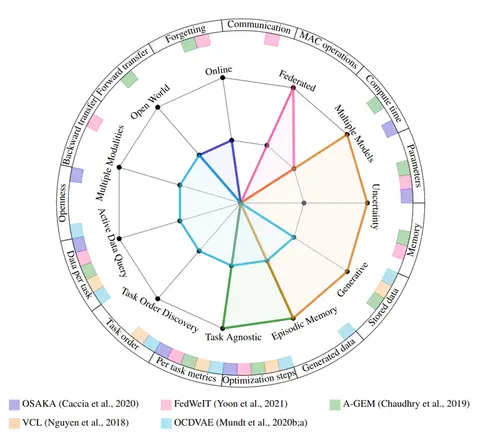 Communication
MAC operations
Compute time
Parameters
Memory
Stored data
Generated data
Optimization steps
Per task metrics
Task order
Data per task
Openness
Backward transfer
Forward transfer
Forgetting
Online
Federated
Multiple Models
Uncertainty
Generative
Episodic Memory
Task Agnostic
Task Order Discovery
Active Data Query
Multiple Modalities
Open World
OSAKA (Caccia et al., 2020)
FedWeIT (Yoon et al., 2021)
A-GEM (Chaudhry et al., 2019)
VCL (Nguyen et al., 2018)
OCDVAE (Mundt et al., 2020b;a)